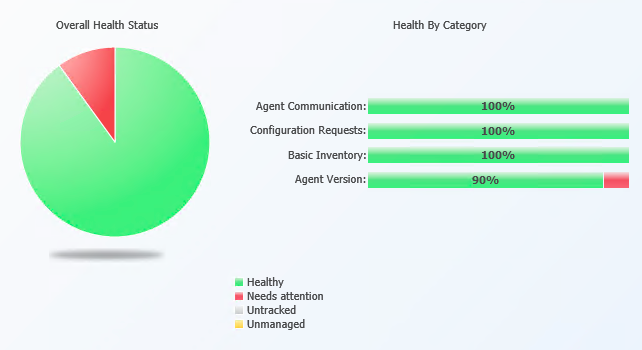 Overall Health Status
Health By Category
Agent Communication: 100%
Configuration Requests: 100%
Basic Inventory: 100%
Agent Version: 90%
Healthy
Needs attention
Untracked
Unmanaged